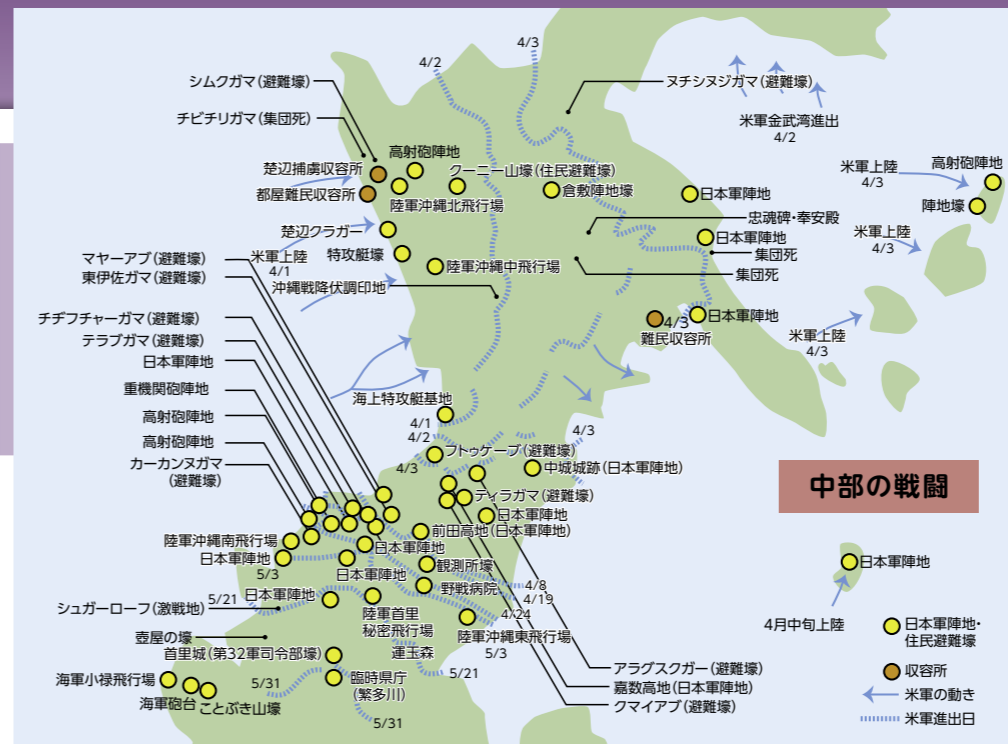 4/3
4/2
シムクガマ（避難壕）
ヌチシヌジガマ（避難壕）
チビチリガマ（集団死）
米軍金武湾進出
4/2
高射砲陣地
クーニー山壕（住民避難壕）
楚辺捕虜収容所
都屋難民収容所
陸軍沖縄北飛行場
倉敷陣地壕
日本軍陣地
米軍上陸
4/3
高射砲陣地
陣地壕
忠魂碑・奉安殿
楚辺クラガー
米軍上陸
4/1
特攻艇壕
日本軍陣地
集団死
集団死
米軍上陸
4/3
マヤーアブ（避難壕）
東伊佐ガマ（避難壕）
陸軍沖縄中飛行場
沖縄戦降伏調印地
チヂフチャーガマ（避難壕）
テラブガマ（避難壕）
日本軍陣地
重機関砲陣地
高射砲陣地
高射砲陣地
カーカンヌガマ
（避難壕）
4/3
難民収容所
日本軍陣地
米軍上陸
4/3
海上特攻艇基地
4/1
4/2
4/3
4/3
フトゥケーブ（避難壕）
中城城跡（日本軍陣地）
ティラガマ（避難壕）
日本軍陣地
前田高地（日本軍陣地）
中部の戦闘
陸軍沖縄南飛行場
日本軍陣地
5/3
日本軍陣地
日本軍陣地
観測所壕
野戦病院
4/8
4/19
4/24
5/21
日本軍陣地
シュガーローフ（激戦地）
陸軍首里
秘密飛行場
陸軍沖縄東飛行場
5/3
壺屋の壕
首里城（第32軍司令部壕）
運玉森
5/21
海軍小禄飛行場
海軍砲台
ことぶき山壕
5/31
臨時県庁
（繁多川）
5/31
アラグスクガー（避難壕）
嘉数高地（日本軍陣地）
クマイアブ（避難壕）
日本軍陣地
4月中旬上陸
日本軍陣地・
住民避難壕
収容所
米軍の動き
米軍進出日